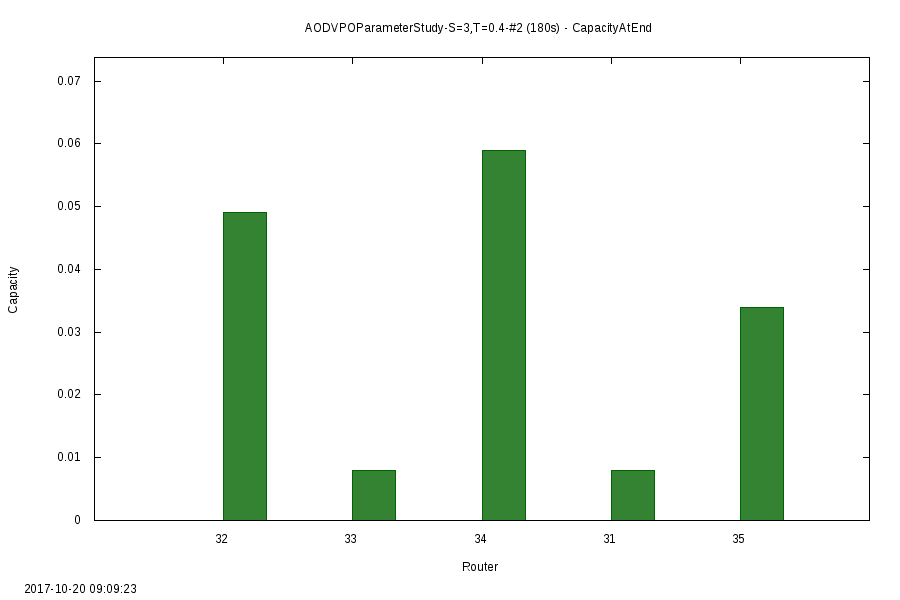 AODVPOParameterStudy-S=3,T=0.4-#2 (180s) - CapacityAtEnd
0.07
0.06
0.05
0.04
0.03
0.02
0.01
0
Capacity
32 33 34 31 35
Router
2017-10-20 09:09:23